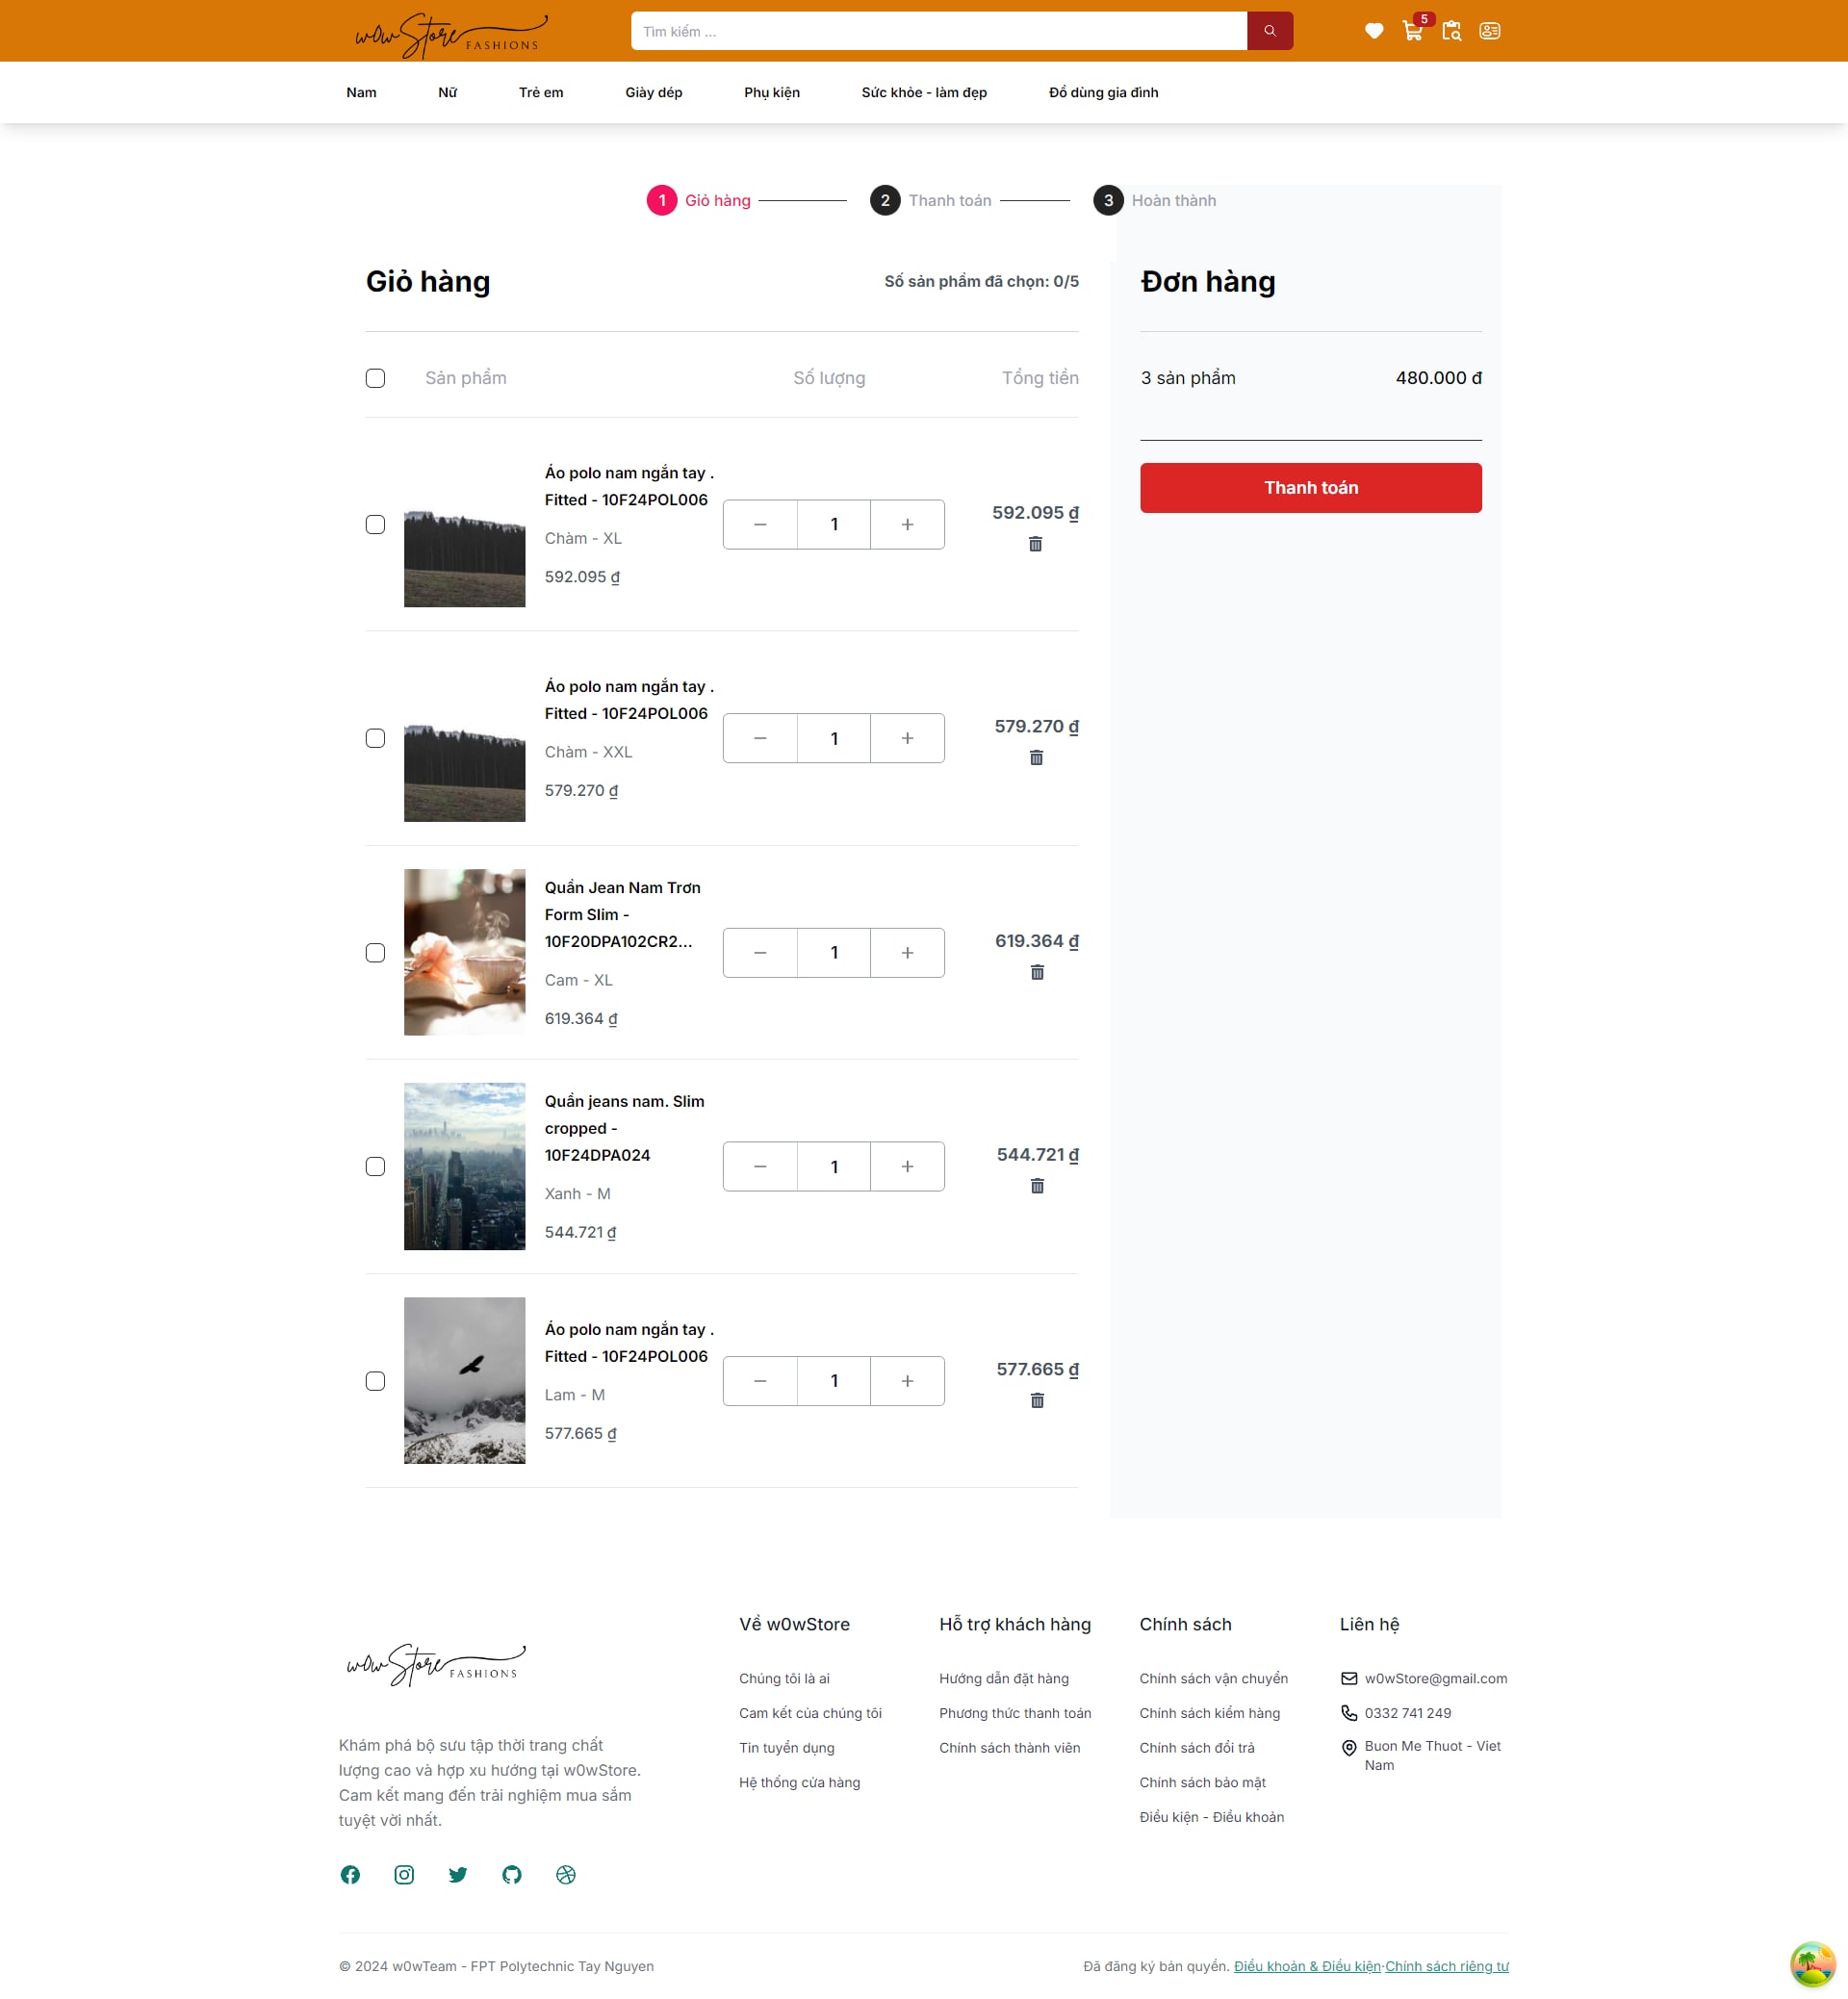 w0wStore FASHIONS
Tìm kiếm ...
5
Nam
Nữ
Trẻ em
Giày dép
Phụ kiện
Sức khỏe - làm đẹp
Đồ dùng gia đình
1 Giỏ hàng
2 Thanh toán
3 Hoàn thành
Giỏ hàng
Số sản phẩm đã chọn: 0/5
Sản phẩm
Số lượng
Tổng tiền
Áo polo nam ngắn tay .
Fitted - 10F24POL006
Chàm - XL
592.095 ₫
− 1 +
592.095 ₫
Áo polo nam ngắn tay .
Fitted - 10F24POL006
Chàm - XXL
579.270 ₫
− 1 +
579.270 ₫
Quần Jean Nam Trơn
Form Slim -
10F20DPA102CR2...
Cam - XL
619.364 ₫
− 1 +
619.364 ₫
Quần jeans nam. Slim
cropped -
10F24DPA024
Xanh - M
544.721 ₫
− 1 +
544.721 ₫
Áo polo nam ngắn tay .
Fitted - 10F24POL006
Lam - M
577.665 ₫
− 1 +
577.665 ₫
Đơn hàng
3 sản phẩm
480.000 đ
Thanh toán
w0wStore FASHIONS
Khám phá bộ sưu tập thời trang chất
lượng cao và hợp xu hướng tại w0wStore.
Cam kết mang đến trải nghiệm mua sắm
tuyệt vời nhất.
Về w0wStore
Chúng tôi là ai
Cam kết của chúng tôi
Tin tuyển dụng
Hệ thống cửa hàng
Hỗ trợ khách hàng
Hướng dẫn đặt hàng
Phương thức thanh toán
Chính sách thành viên
Chính sách
Chính sách vận chuyển
Chính sách kiểm hàng
Chính sách đổi trả
Chính sách bảo mật
Điều kiện - Điều khoản
Liên hệ
w0wStore@gmail.com
0332 741 249
Buon Me Thuot - Viet
Nam
© 2024 w0wTeam - FPT Polytechnic Tay Nguyen
Đã đăng ký bản quyền. Điều khoản & Điều kiện·Chính sách riêng tư